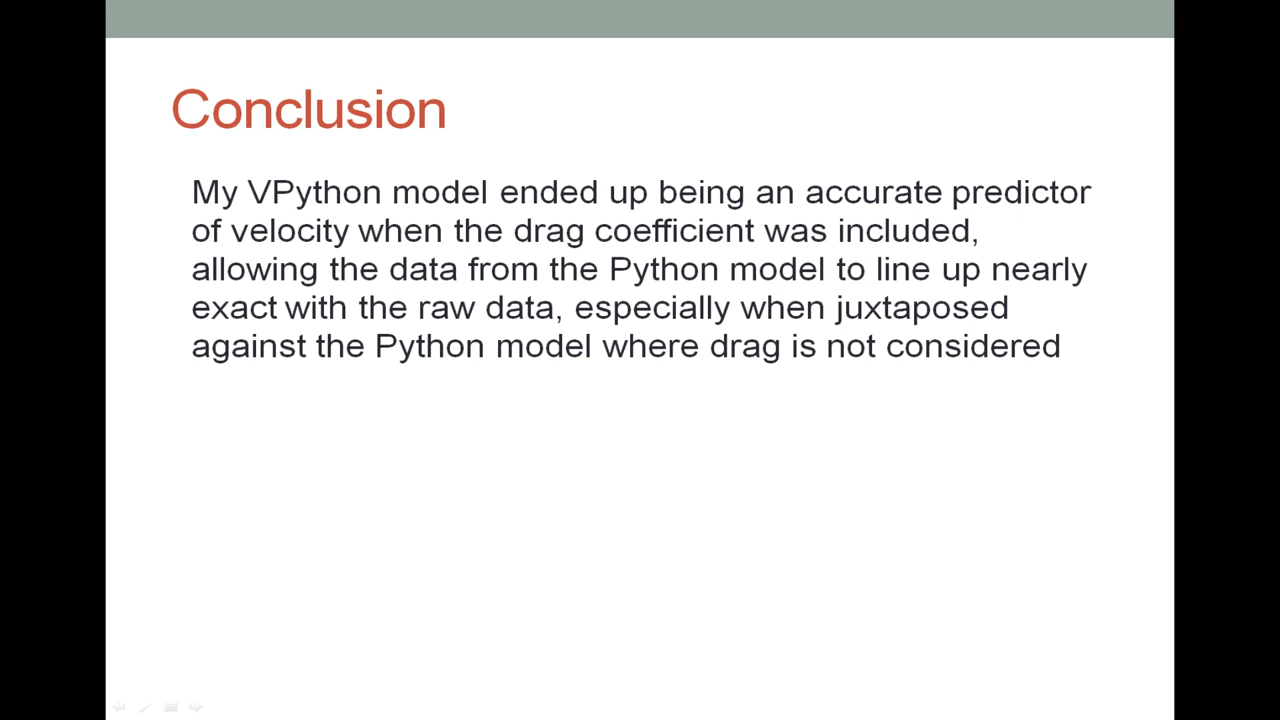 Conclusion
My VPython model ended up being an accurate predictor
of velocity when the drag coefficient was included,
allowing the data from the Python model to line up nearly
exact with the raw data, especially when juxtaposed
against the Python model where drag is not considered